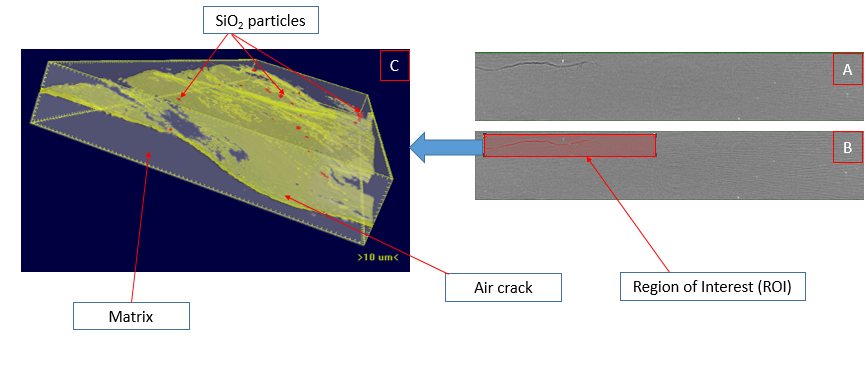 SiO₂ particles
C
A
B
>10 um<
Air crack
Region of Interest (ROI)
Matrix